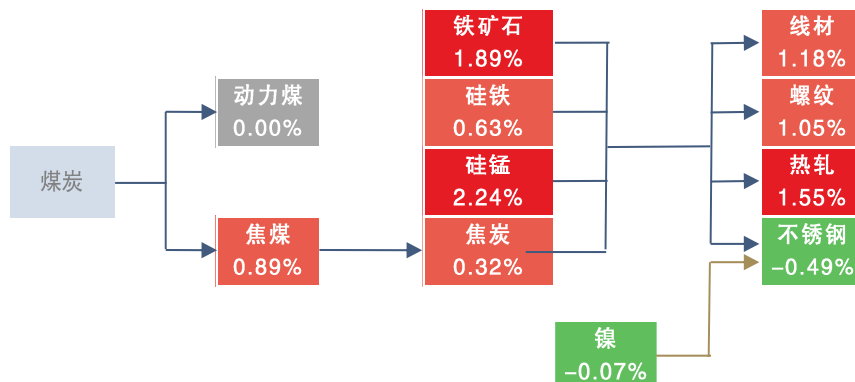 煤炭
动力煤
0.00%
焦煤
0.89%
铁矿石
1.89%
硅铁
0.63%
硅锰
2.24%
焦炭
0.32%
镍
-0.07%
线材
1.18%
螺纹
1.05%
热轧
1.55%
不锈钢
-0.49%